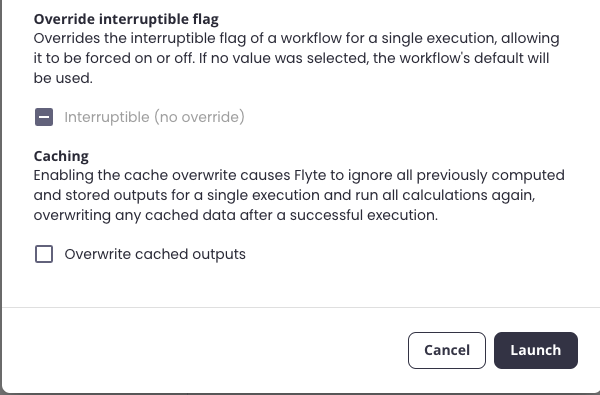 Override interruptible flag
Overrides the interruptible flag of a workflow for a single execution, allowing
it to be forced on or off. If no value was selected, the workflow's default will
be used.
Interruptible (no override)
Caching
Enabling the cache overwrite causes Flyte to ignore all previously computed
and stored outputs for a single execution and run all calculations again,
overwriting any cached data after a successful execution.
Overwrite cached outputs
Cancel
Launch